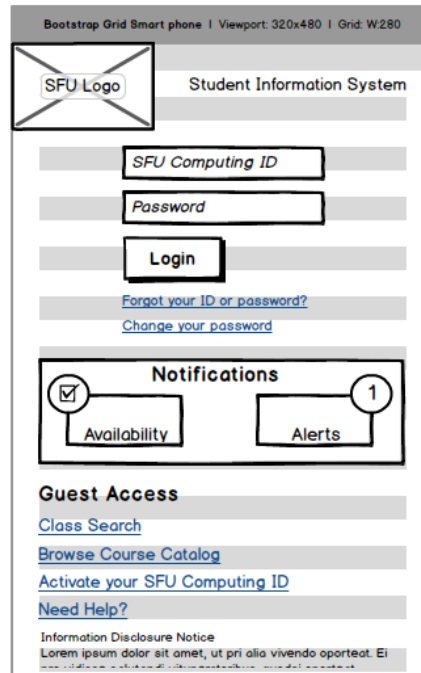 Bootstrap Grid Smart phone | Viewport: 320x480 | Grid: W:280
SFU Logo
Student Information System
SFU Computing ID
Password
Login
Forgot your ID or password?
Change your password
Notifications
1
Availability
Alerts
Guest Access
Class Search
Browse Course Catalog
Activate your SFU Computing ID
Need Help?
Information Disclosure Notice
Lorem ipsum dolor sit amet, ut pri alia vivendo oporteat. Ei